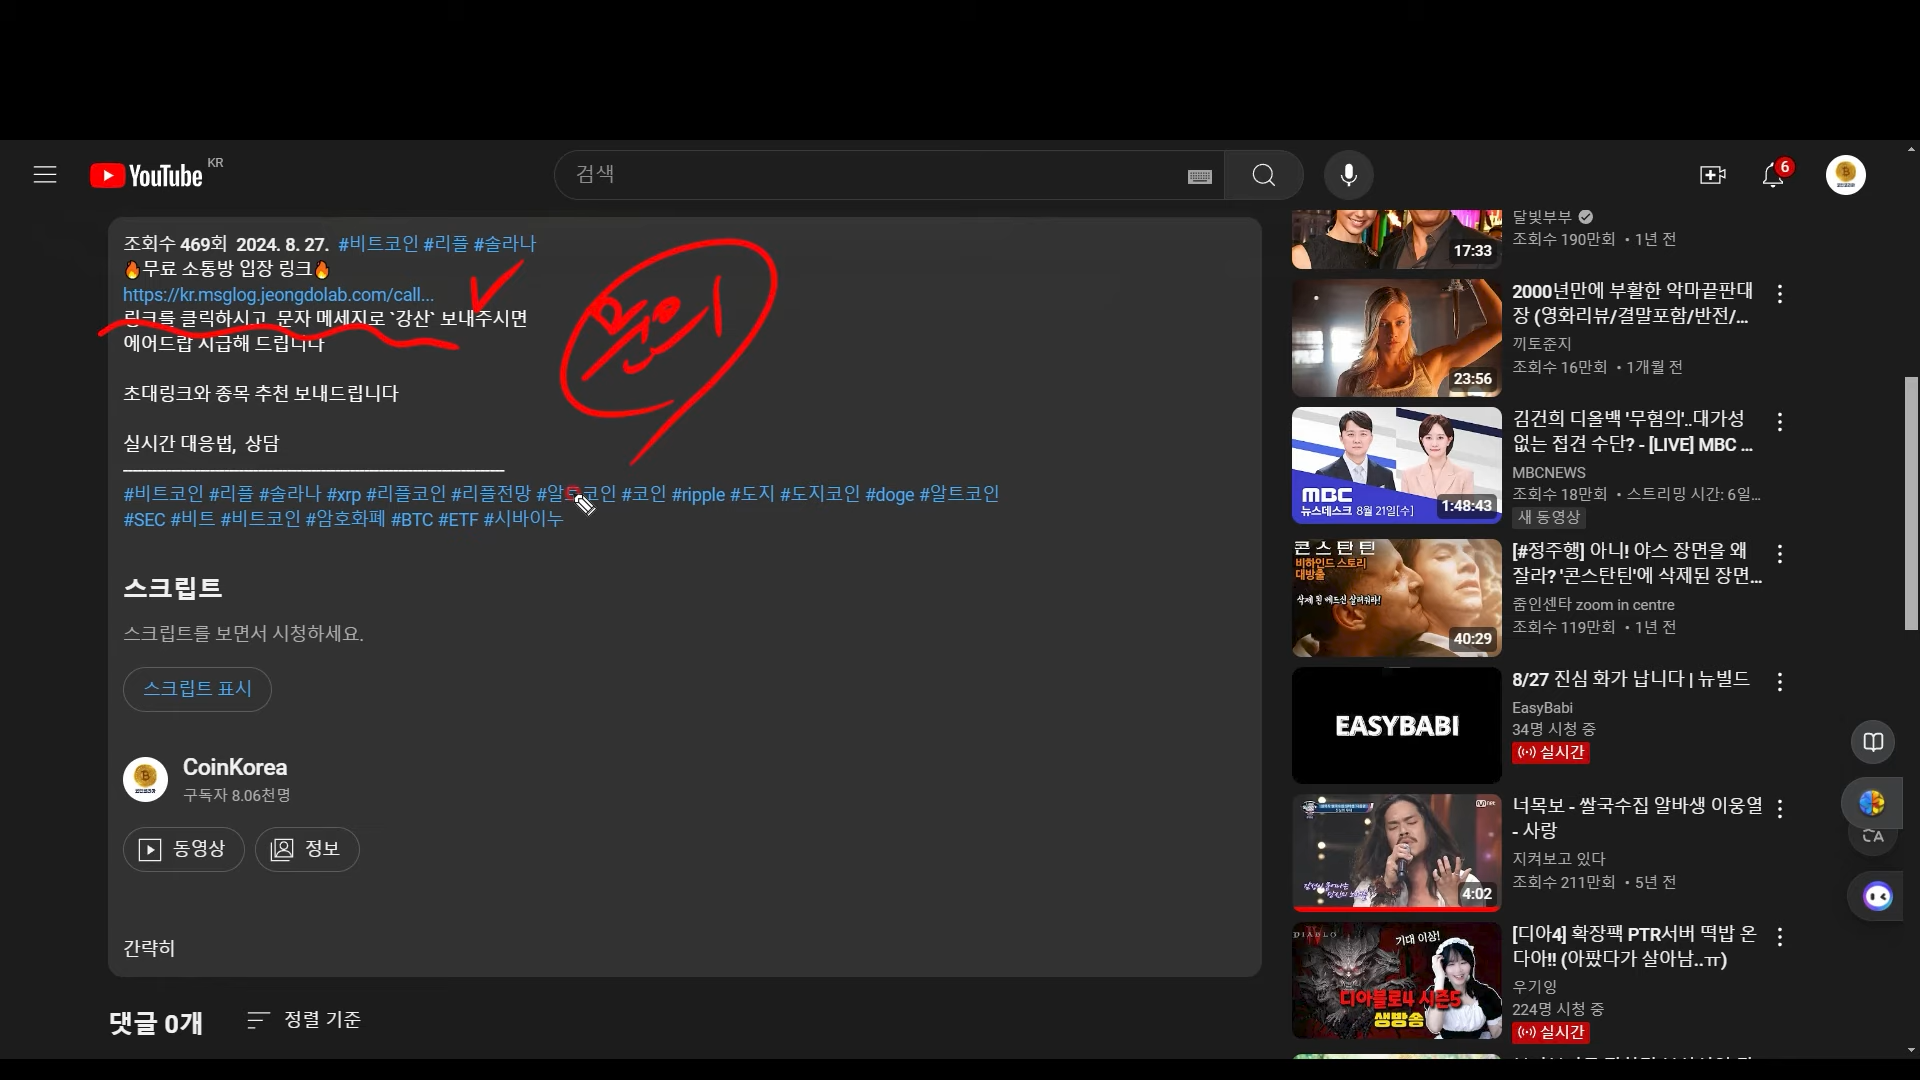 YouTube KR
검색
6
조회수 469회 2024. 8. 27. #비트코인 #리플 #솔라나
🔥무료 소통방 입장 링크🔥
https://kr.msglog.jeongdolab.com/call...
링크를 클릭하시고 문자 메세지로 `강산` 보내주시면
에어드랍 지급해 드립니다
문의
초대링크와 종목 추천 보내드립니다
실시간 대응법, 상담
#비트코인 #리플 #솔라나 #xrp #리플코인 #리플전망 #알트코인 #코인 #ripple #도지 #도지코인 #doge #알트코인
#SEC #비트 #비트코인 #암호화폐 #BTC #ETF #시바이누
스크립트
스크립트를 보면서 시청하세요.
스크립트 표시
CoinKorea
구독자 8.06천명
동영상
정보
간략히
댓글 0개
정렬 기준
17:33
달빛부부
조회수 190만회 • 1년 전
23:56
2000년만에 부활한 악마끝판대
장 (영화리뷰/결말포함/반전/...
끼토준지
조회수 16만회 • 1개월 전
MBC
뉴스데스크 8월 21일[수]
1:48:43
김건희 디올백 '무혐의'..대가성
없는 접견 수단? - [LIVE] MBC ...
MBCNEWS
조회수 18만회 • 스트리밍 시간: 6일...
새 동영상
콘스탄틴
비하인드 스토리
대방출
삭제 된 베드신 살려줘라!
40:29
[#정주행] 아니! 야스 장면을 왜
잘라? '콘스탄틴'에 삭제된 장면...
줌인센타 zoom in centre
조회수 119만회 • 1년 전
EASYBABI
8/27 진심 화가 납니다 | 뉴빌드
EasyBabi
34명 시청 중
실시간
4:02
너목보 - 쌀국수집 알바생 이웅열
- 사랑
지켜보고 있다
조회수 211만회 • 5년 전
DIABLO
기대 이상!
디아블로4 시즌5
생방송
[디아4] 확장팩 PTR서버 떡밥 온
다아!! (아팠다가 살아남..ㅠ)
우기잉
224명 시청 중
실시간